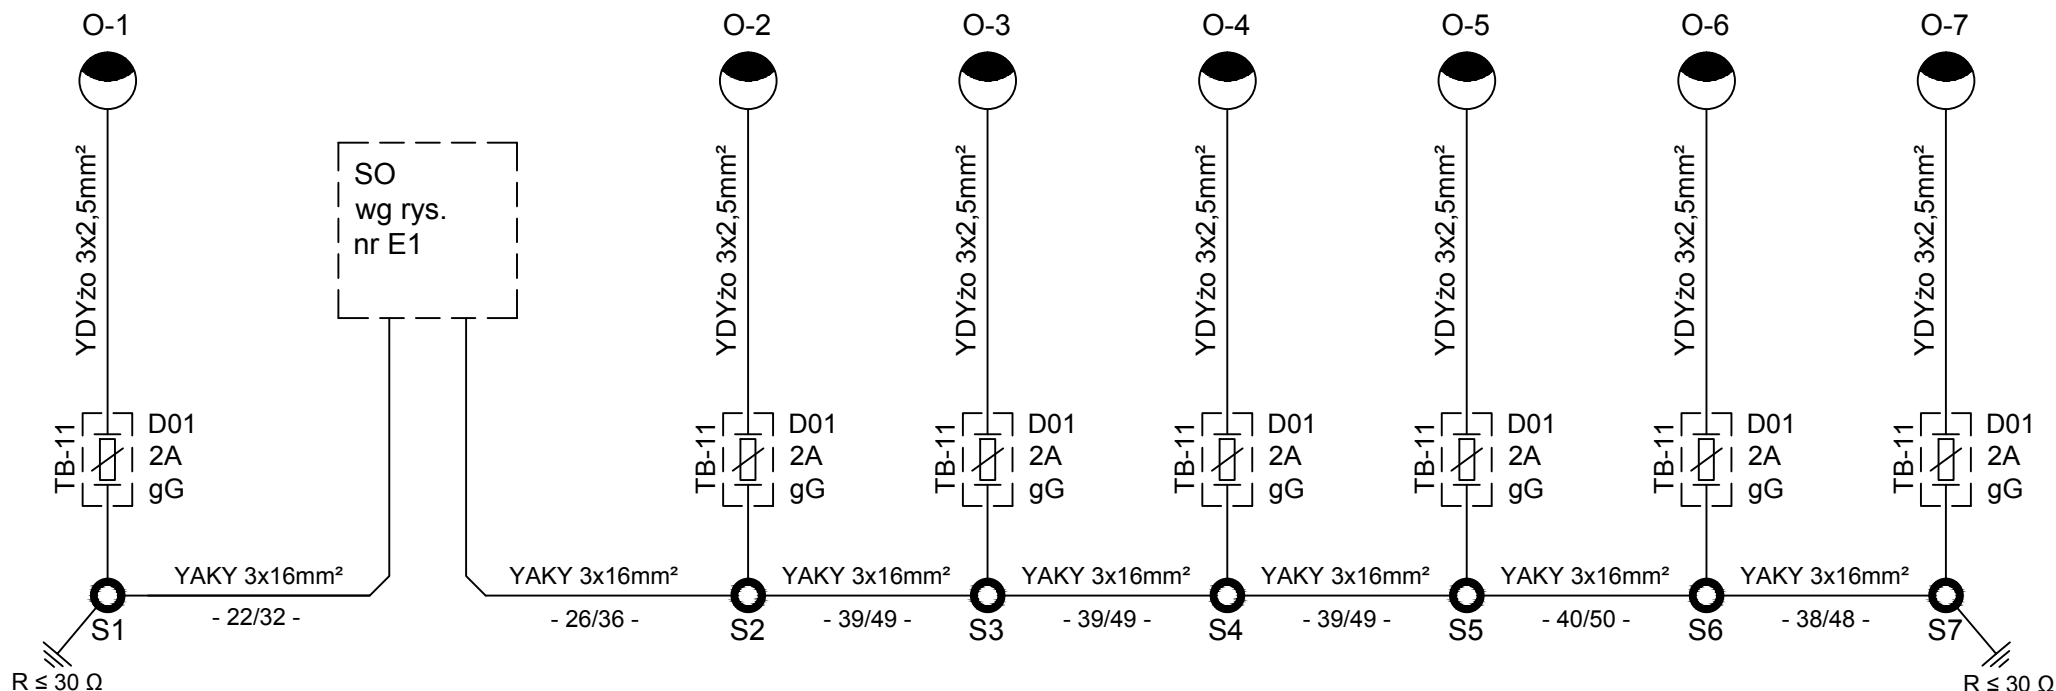 O-1
O-2
O-3
O-4
O-5
O-6
O-7
SO
wg rys.
nr E1
YDYżo 3x2,5mm²
YDYżo 3x2,5mm²
YDYżo 3x2,5mm²
YDYżo 3x2,5mm²
YDYżo 3x2,5mm²
YDYżo 3x2,5mm²
YDYżo 3x2,5mm²
TB-11
D01
2A
gG
TB-11
D01
2A
gG
TB-11
D01
2A
gG
TB-11
D01
2A
gG
TB-11
D01
2A
gG
TB-11
D01
2A
gG
TB-11
D01
2A
gG
YAKY 3x16mm²
YAKY 3x16mm²
YAKY 3x16mm²
YAKY 3x16mm²
YAKY 3x16mm²
YAKY 3x16mm²
YAKY 3x16mm²
S1
- 22/32 -
- 26/36 -
S2
- 39/49 -
S3
- 39/49 -
S4
- 39/49 -
S5
- 40/50 -
S6
- 38/48 -
S7
R ≤ 30 Ω
R ≤ 30 Ω